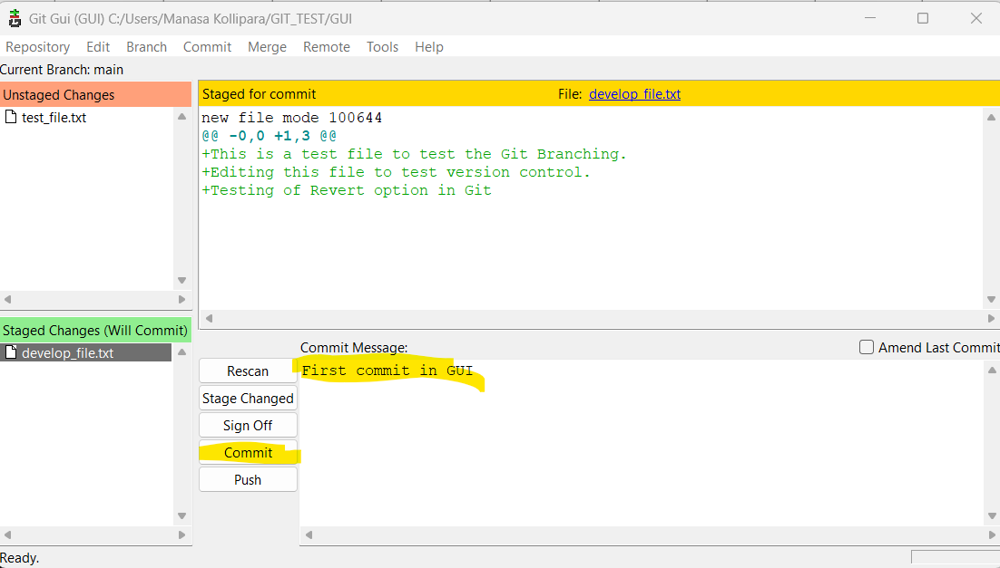 Git Gui (GUI) C:/Users/Manasa Kollipara/GIT_TEST/GUI
Repository Edit Branch Commit Merge Remote Tools Help
Current Branch: main
Unstaged Changes
test_file.txt
Staged for commit File: develop_file.txt
new file mode 100644
@@ -0,0 +1,3 @@
+This is a test file to test the Git Branching.
+Editing this file to test version control.
+Testing of Revert option in Git
Staged Changes (Will Commit)
develop_file.txt
Commit Message: Amend Last Commit
Rescan
Stage Changed
Sign Off
Commit
Push
First commit in GUI
Ready.